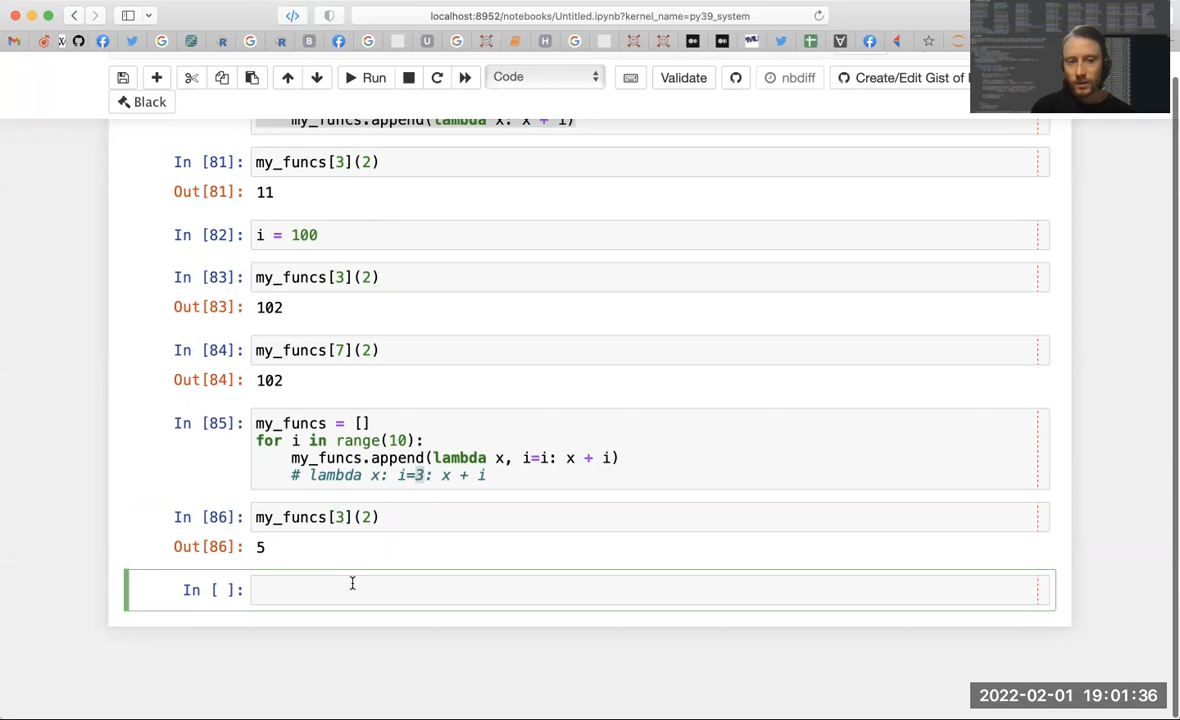 localhost:8952/notebooks/Untitled.ipynb?kernel_name=py39_system
Run
Code
Validate
nbdiff
Create/Edit Gist of
Black
my_funcs.append(lambda x: x + i)
In [81]: my_funcs[3](2)
Out[81]: 11
In [82]: i = 100
In [83]: my_funcs[3](2)
Out[83]: 102
In [84]: my_funcs[7](2)
Out[84]: 102
In [85]: my_funcs = []
for i in range(10):
my_funcs.append(lambda x, i=i: x + i)
# lambda x: i=3: x + i
In [86]: my_funcs[3](2)
Out[86]: 5
In [ ]:
2022-02-01 19:01:36